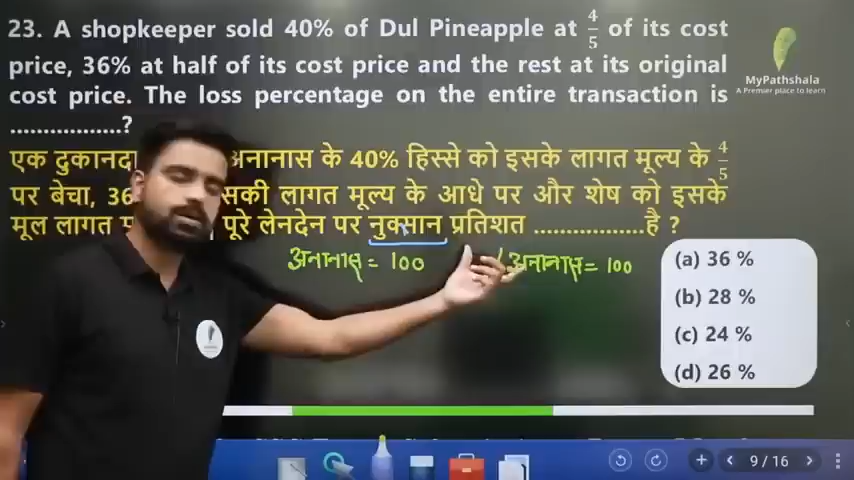 23. A shopkeeper sold 40% of Dul Pineapple at 4/5 of its cost
price, 36% at half of its cost price and the rest at its original
cost price. The loss percentage on the entire transaction is
................?
एक अनानास के 40% हिस्से को इसके लागत मूल्य के 4/5
पर बेचा, लागत मूल्य के आधे पर और शेष को इसके
मूल लागत पूरे लेनदेन पर नुकसान प्रतिशत .................है ?
अनानास = 100
अनानास = 100
(a) 36 %
(b) 28 %
(c) 24 %
(d) 26 %
MyPathshala
A Premier place to learn
9 / 16